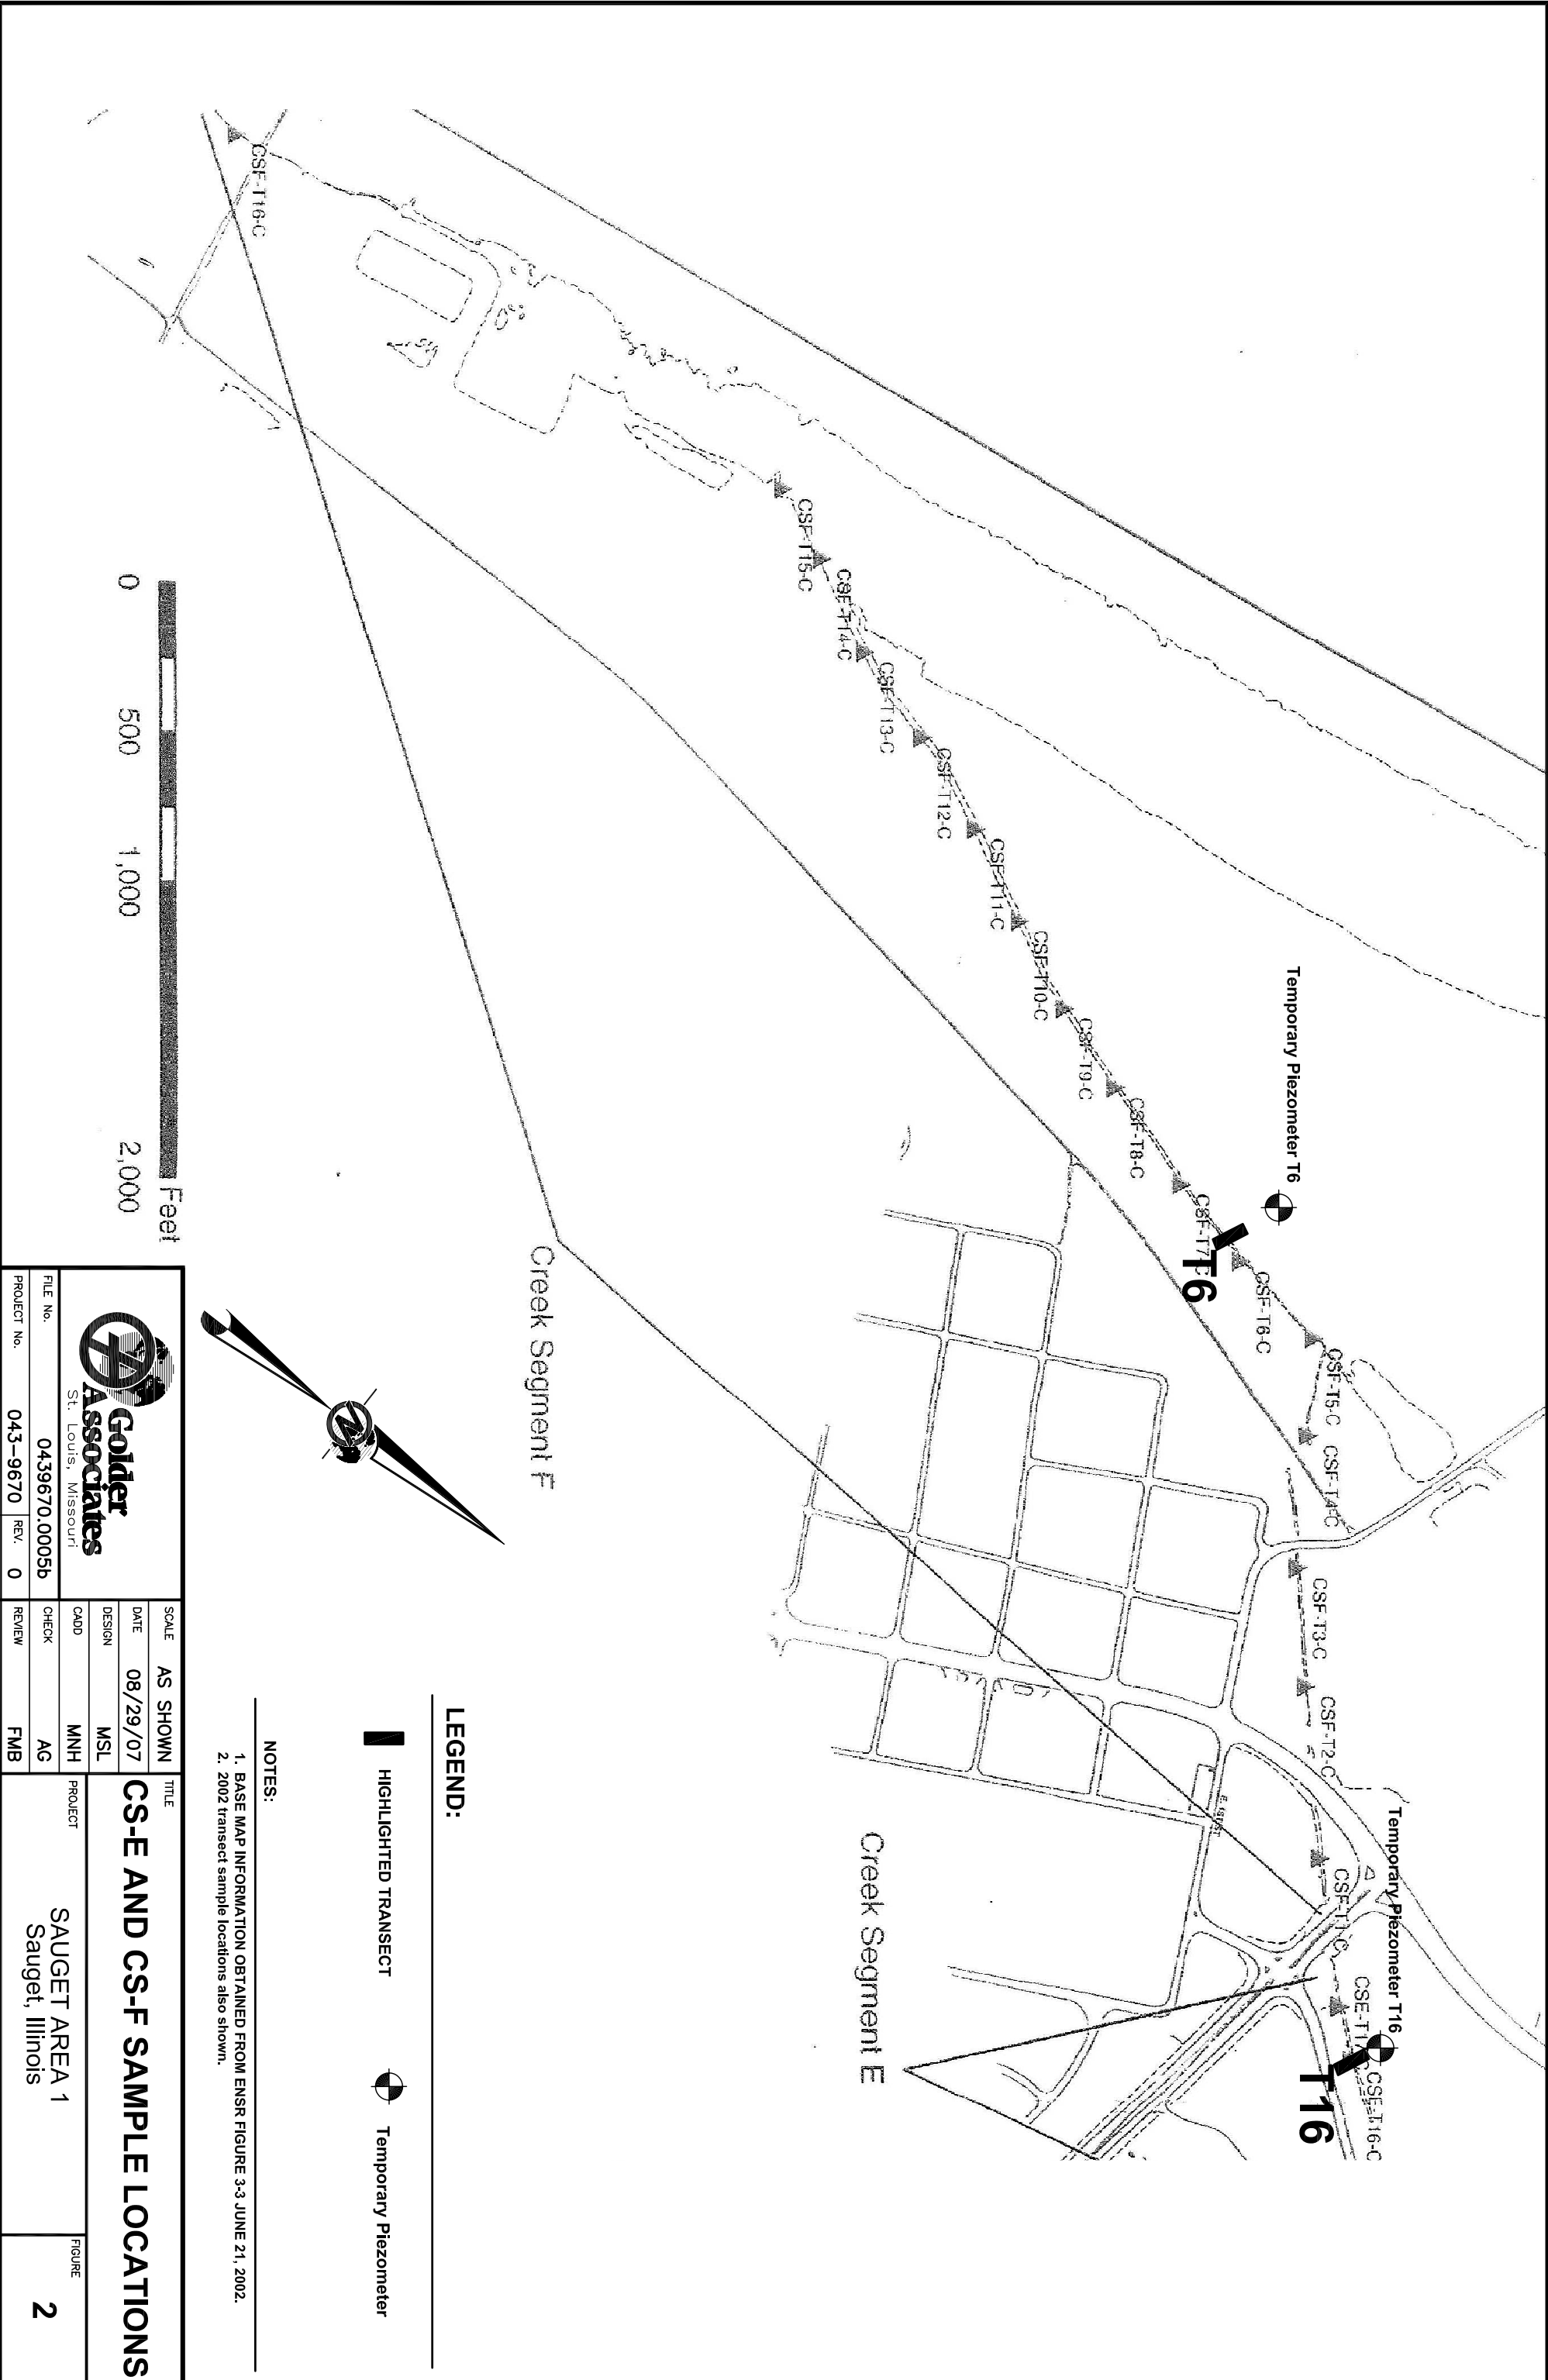 CSF-T16-C
CSF-T15-C
CSF-T14-C
CSF-T13-C
CSF-T12-C
CSF-T11-C
CSF-T10-C
CSF-T9-C
CSF-T8-C
CSF-T7-C
T6
Temporary Piezometer T6
CSF-T6-C
CSF-T5-C
CSF-T4-C
CSF-T3-C
CSF-T2-C
CSF-T1-C
Temporary Piezometer T16
CSE-T17
CSE-T16-C
T16
Creek Segment F
Creek Segment E
0 500 1,000 2,000
Feet
LEGEND:
HIGHLIGHTED TRANSECT
Temporary Piezometer
NOTES:
1. BASE MAP INFORMATION OBTAINED FROM ENSR FIGURE 3-3 JUNE 21, 2002.
2. 2002 transect sample locations also shown.
N
Golder
Associates
St. Louis, Missouri
FILE No. 0439670.0005b
PROJECT No. 043-9670 REV. 0
SCALE AS SHOWN
DATE 08/29/07
DESIGN MSL
CADD MNH
CHECK AG
REVIEW FMB
TITLE
CS-E AND CS-F SAMPLE LOCATIONS
PROJECT
SAUGET AREA 1
Sauget, Illinois
FIGURE
2